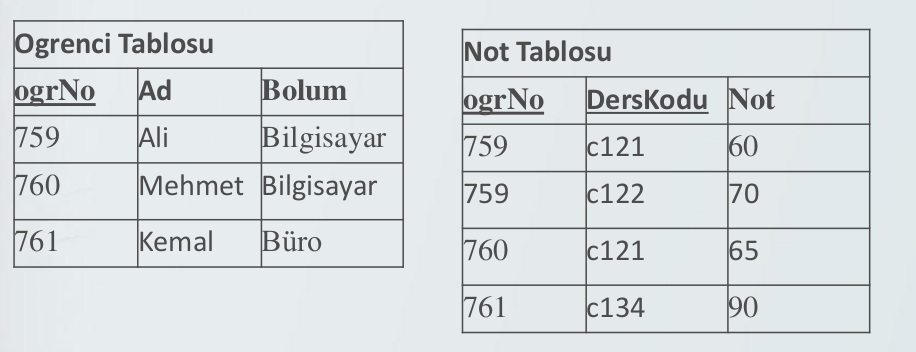 Ogrenci Tablosu
ogrNo Ad Bolum
759 Ali Bilgisayar
760 Mehmet Bilgisayar
761 Kemal Büro
Not Tablosu
ogrNo DersKodu Not
759 c121 60
759 c122 70
760 c121 65
761 c134 90